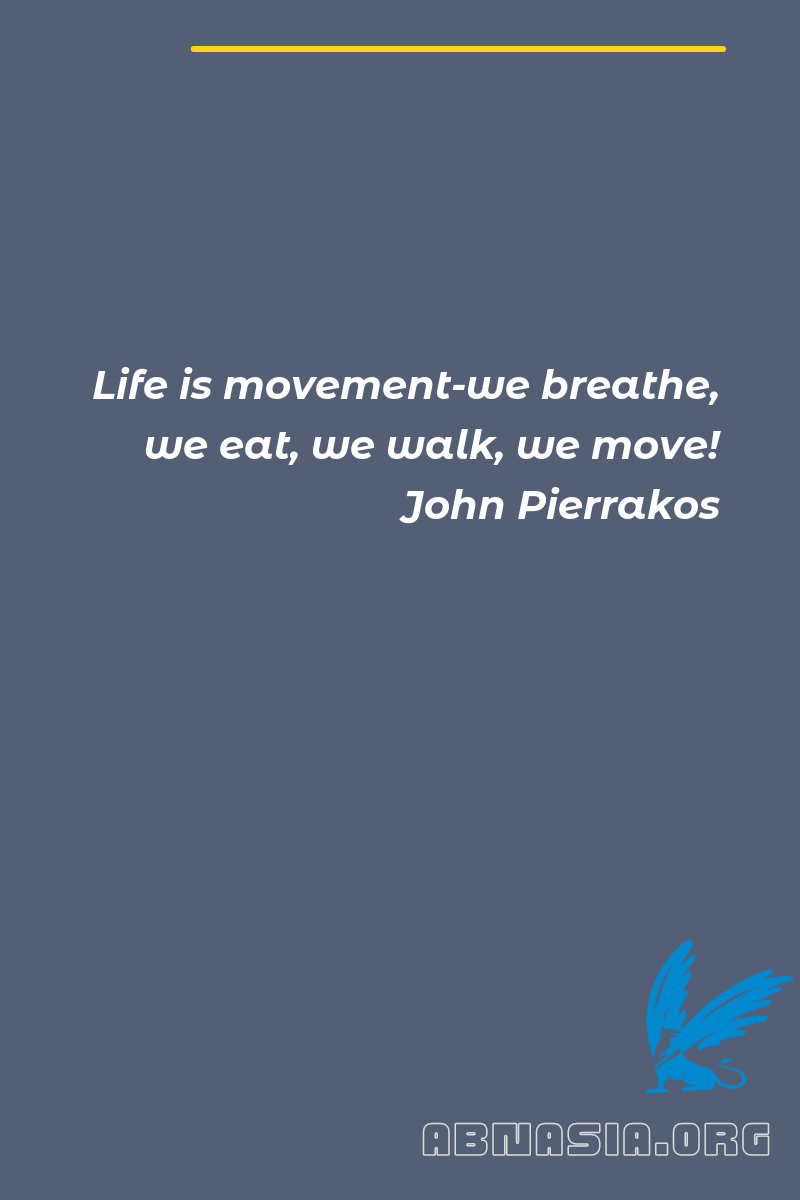 Life is movement-we breathe,
we eat, we walk, we move!
John Pierrakos
ABNASIA.ORG